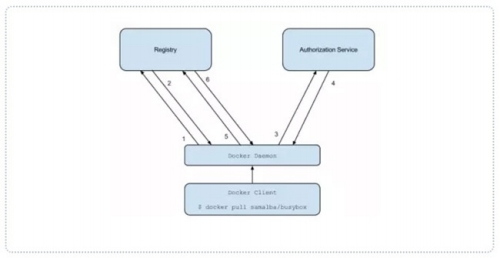 Registry
Authorization Service
2
6
4
1
5
3
Docker Daemon
Docker Client
$ docker pull samalba/busybox